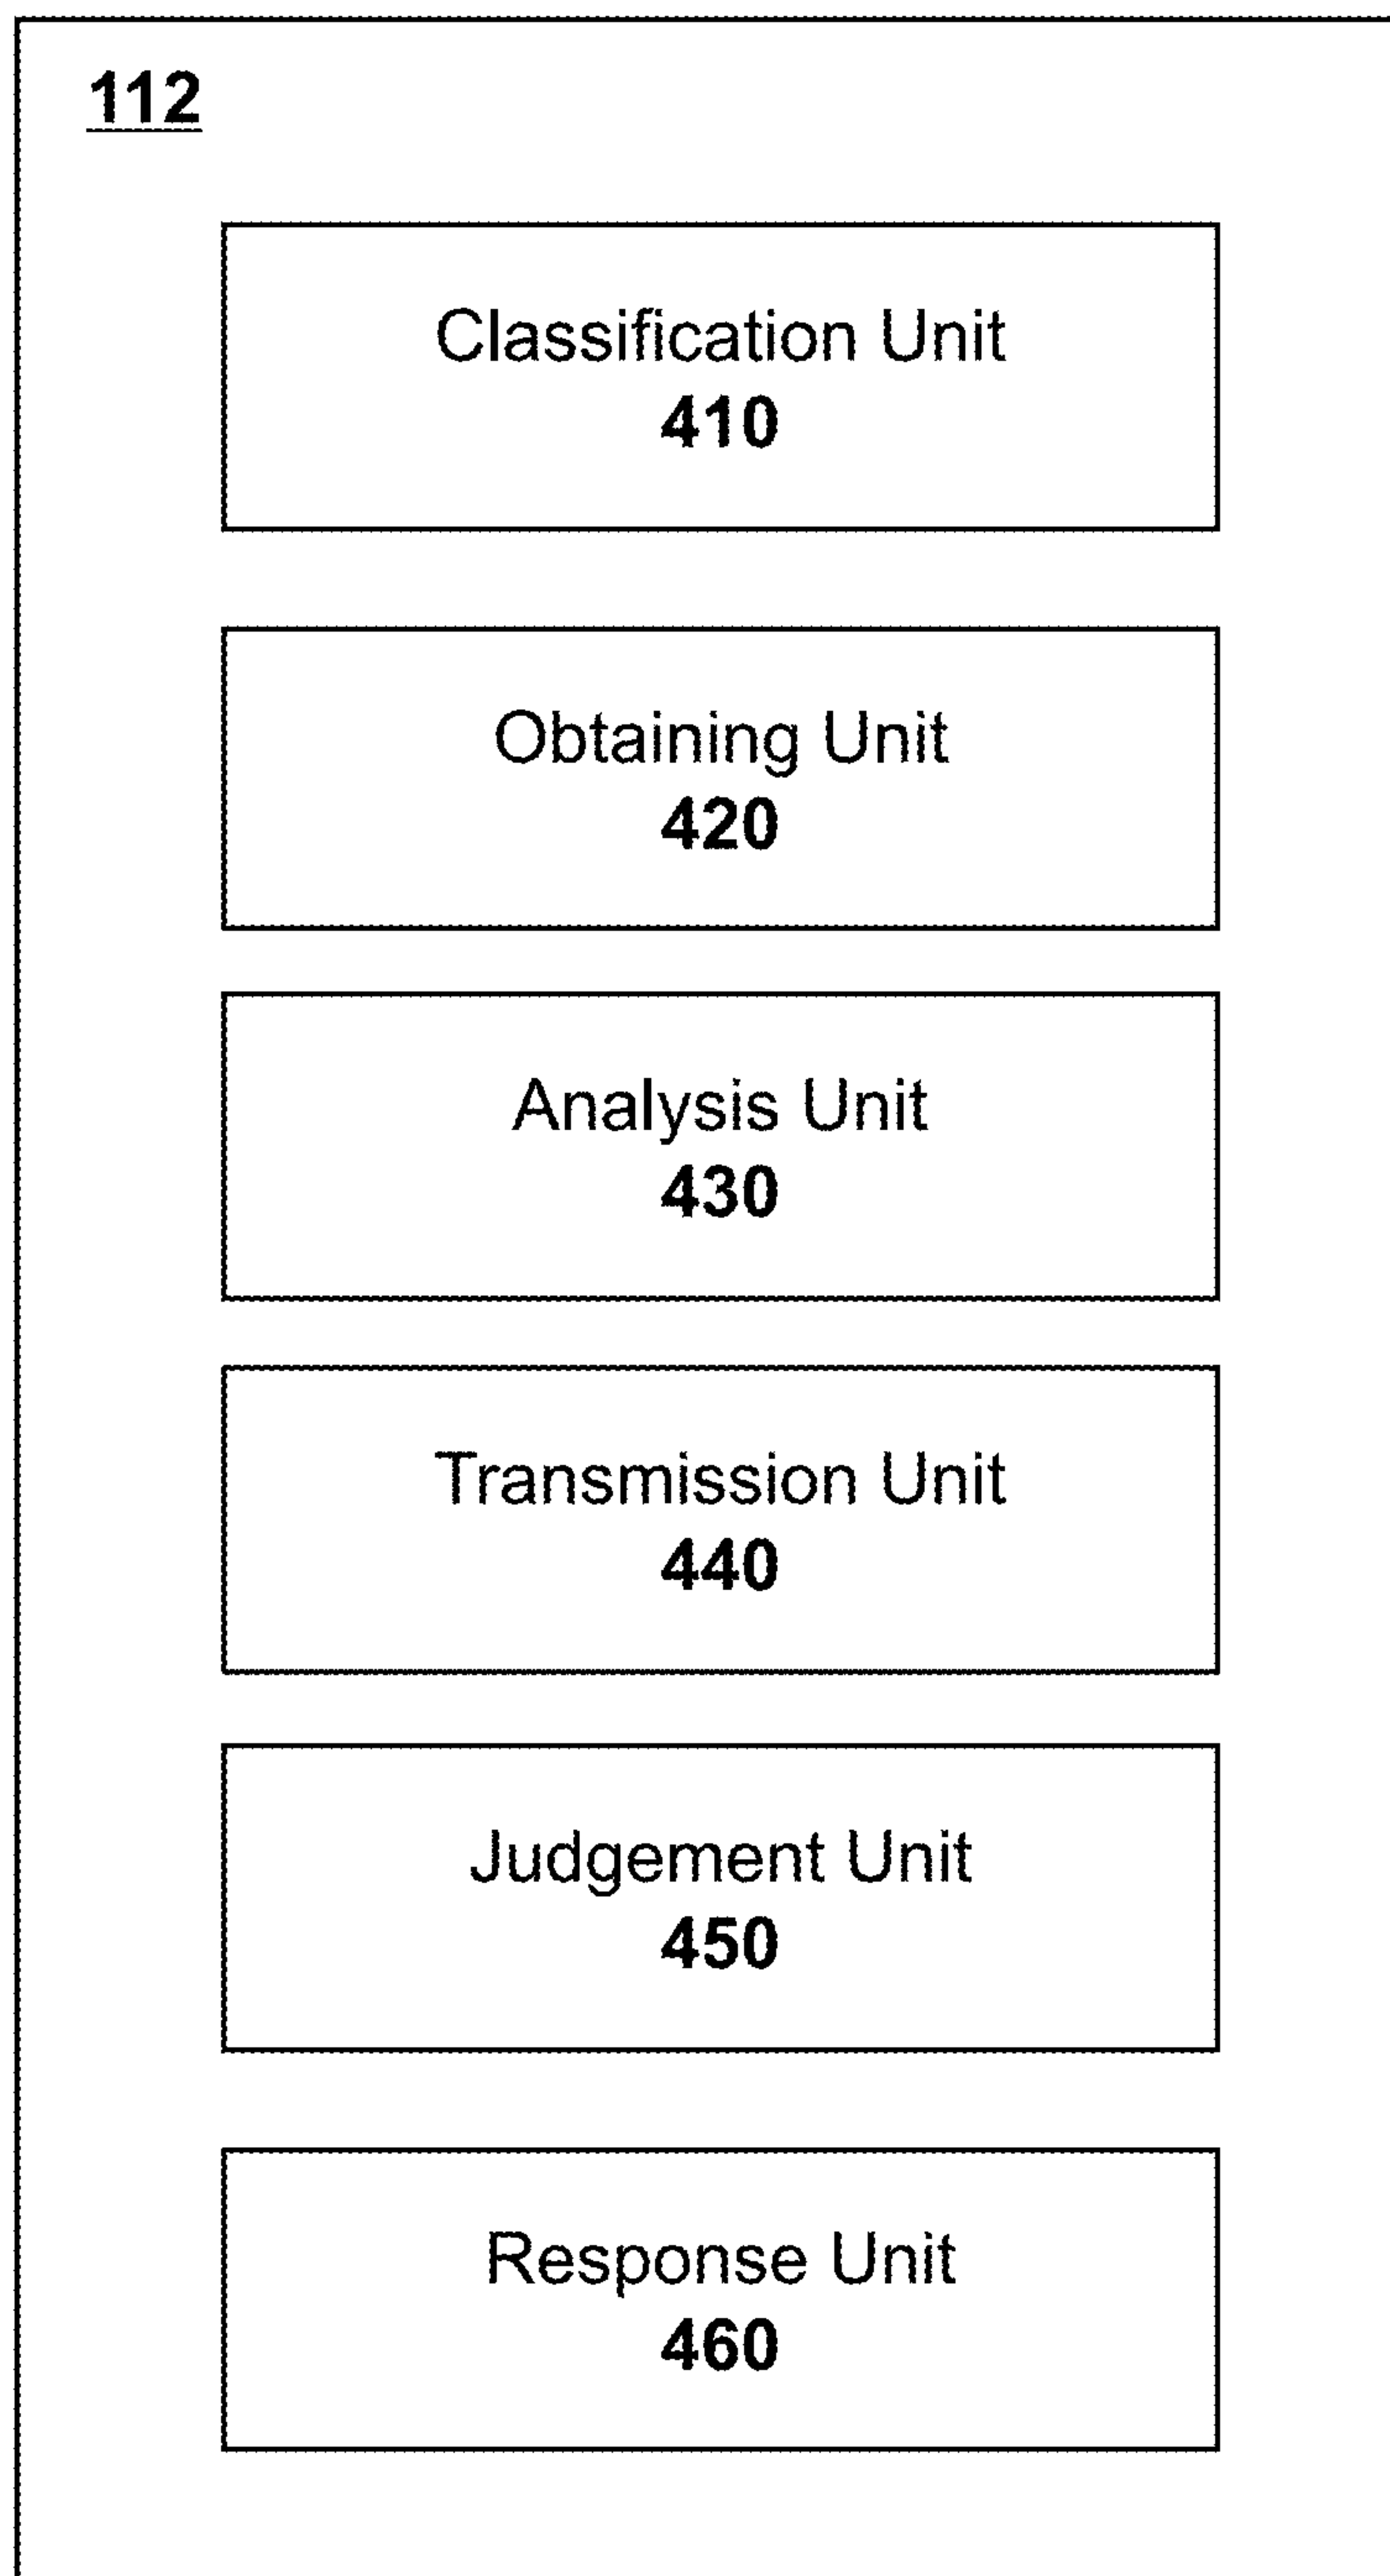 112
Classification Unit
410
Obtaining Unit
420
Analysis Unit
430
Transmission Unit
440
Judgement Unit
450
Response Unit
460